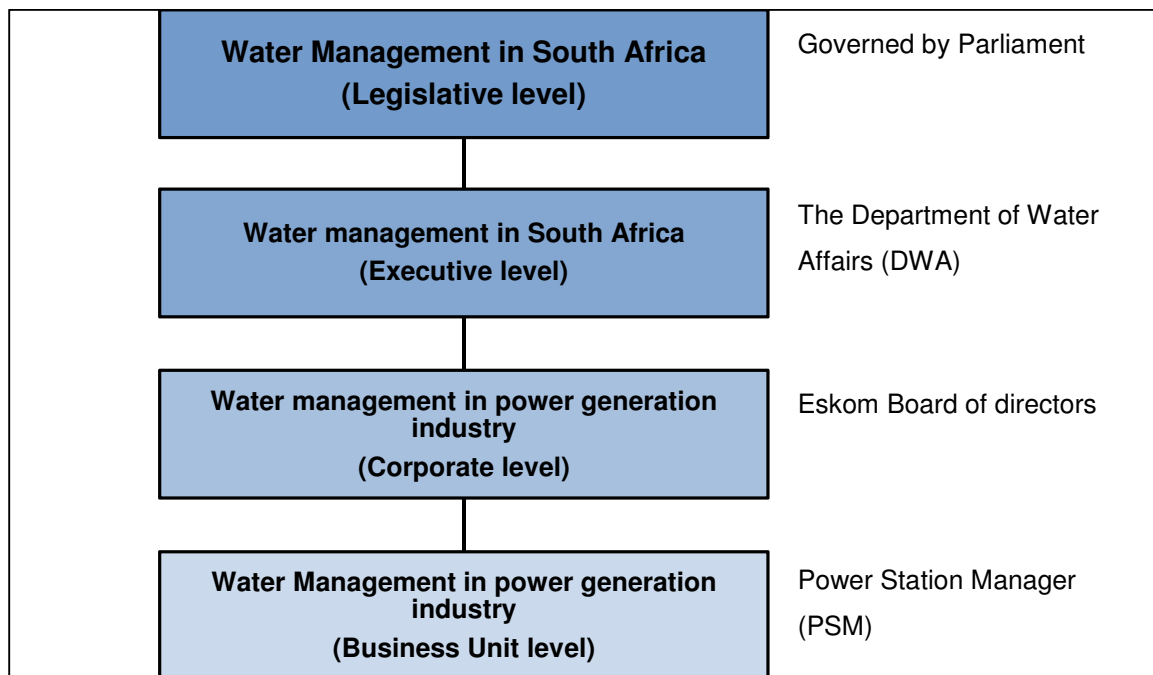 Water Management in South Africa
(Legislative level)
Governed by Parliament
Water management in South Africa
(Executive level)
The Department of Water
Affairs (DWA)
Water management in power generation
industry
(Corporate level)
Eskom Board of directors
Water Management in power generation
industry
(Business Unit level)
Power Station Manager
(PSM)